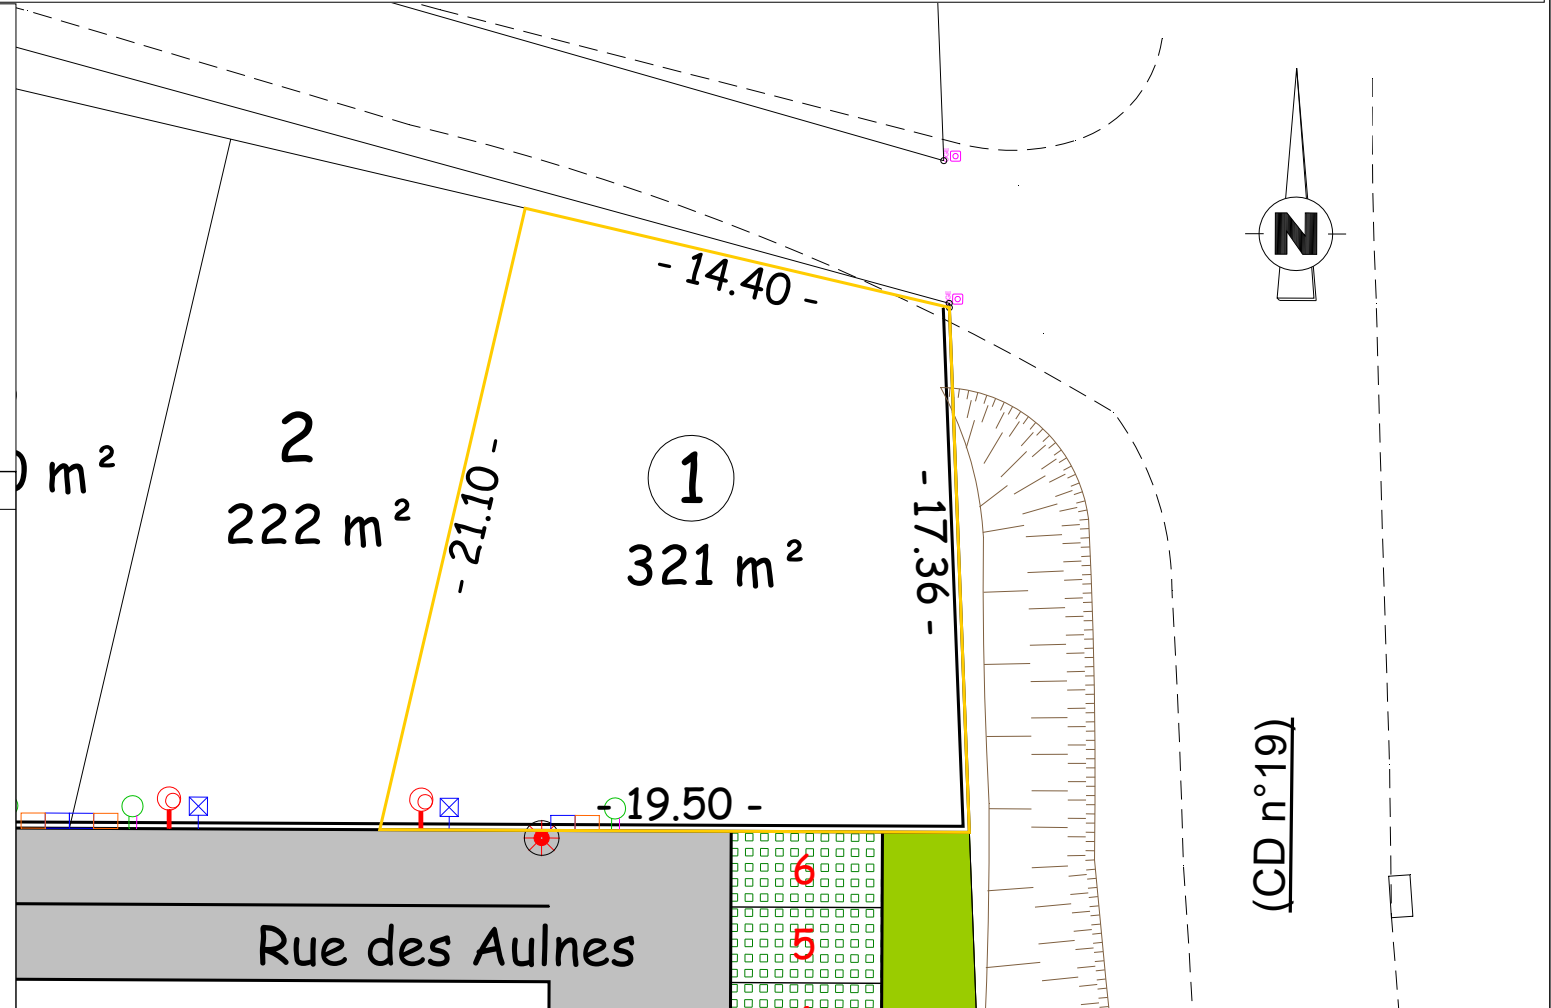 N
- 14.40 -
2
222 m²
m²
- 21.10 -
1
321 m²
- 17.36 -
- 19.50 -
6
5
Rue des Aulnes
(CD n°19)